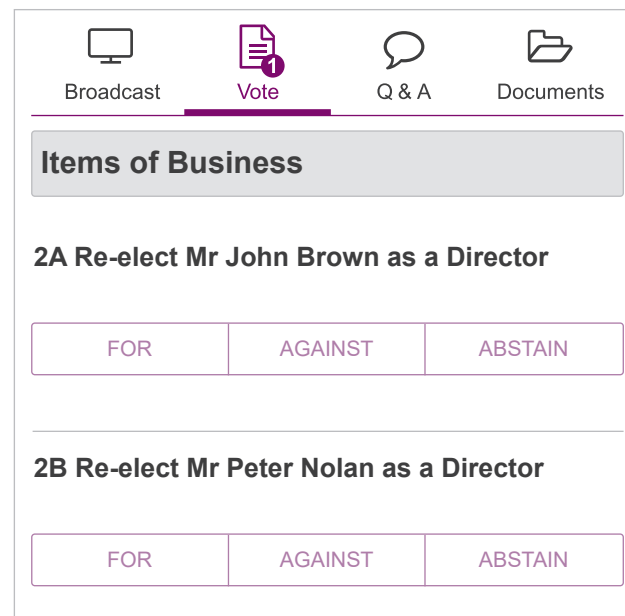 1
Broadcast Vote Q & A Documents
Items of Business
2A Re-elect Mr John Brown as a Director
FOR AGAINST ABSTAIN
2B Re-elect Mr Peter Nolan as a Director
FOR AGAINST ABSTAIN